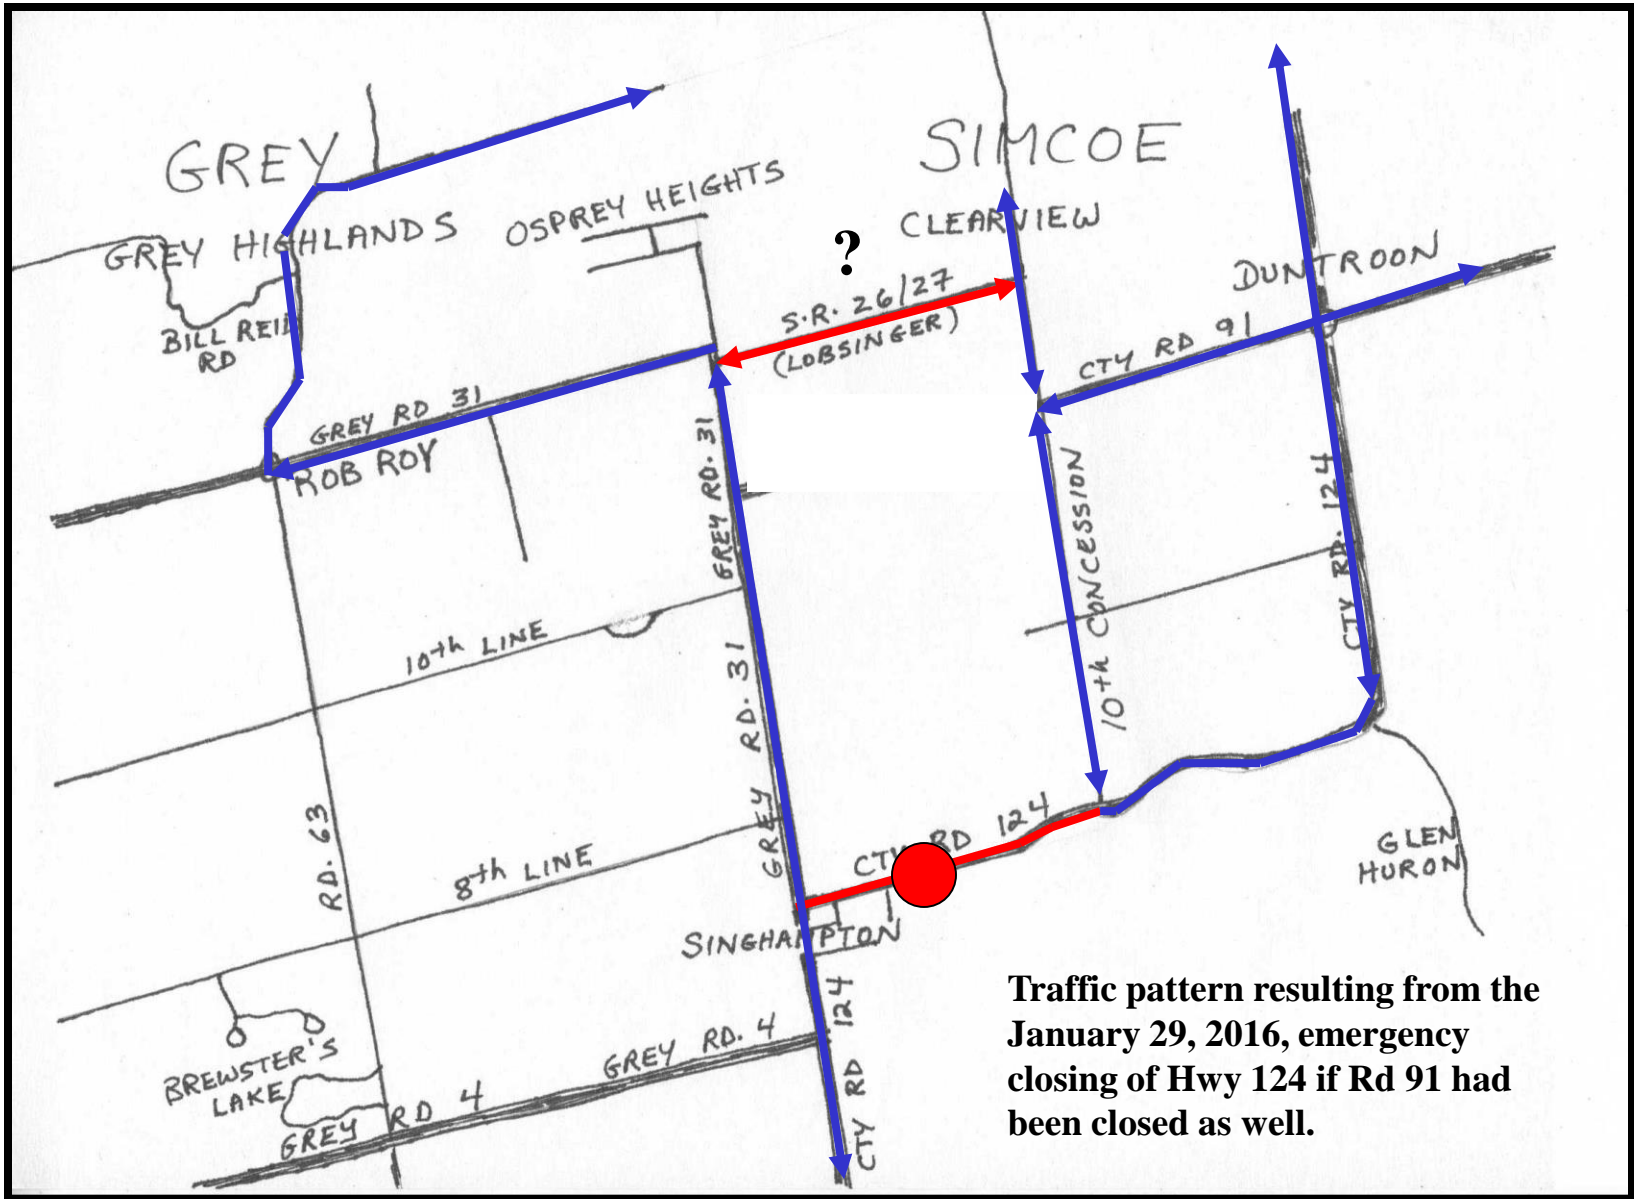 GREY
SIMCOE
GREY HIGHLANDS
OSPREY HEIGHTS
CLEARVIEW
?
S.R. 26/27
(LOBSINGER)
DUNTROON
CTY RD 91
BILL REID
RD
GREY RD 31
ROB ROY
GREY RD. 31
10th CONCESSION
CTY RD. 124
10th LINE
GREY RD. 31
RD. 63
8th LINE
CTY RD 124
GLEN
HURON
SINGHAMPTON
CTY RD 124
GREY RD. 4
BREWSTER'S
LAKE
GREY RD 4
Traffic pattern resulting from the
January 29, 2016, emergency
closing of Hwy 124 if Rd 91 had
been closed as well.